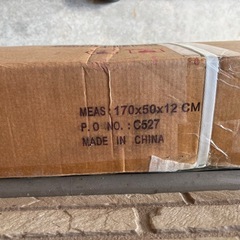 MEAS: 170x50x12 CM
P.O NO.: C527
MADE IN CHINA